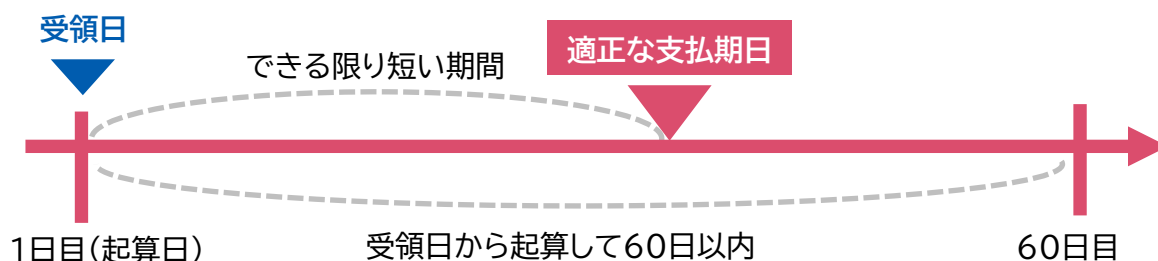 受領日
できる限り短い期間
適正な支払期日
1日目(起算日)
受領日から起算して60日以内
60日目